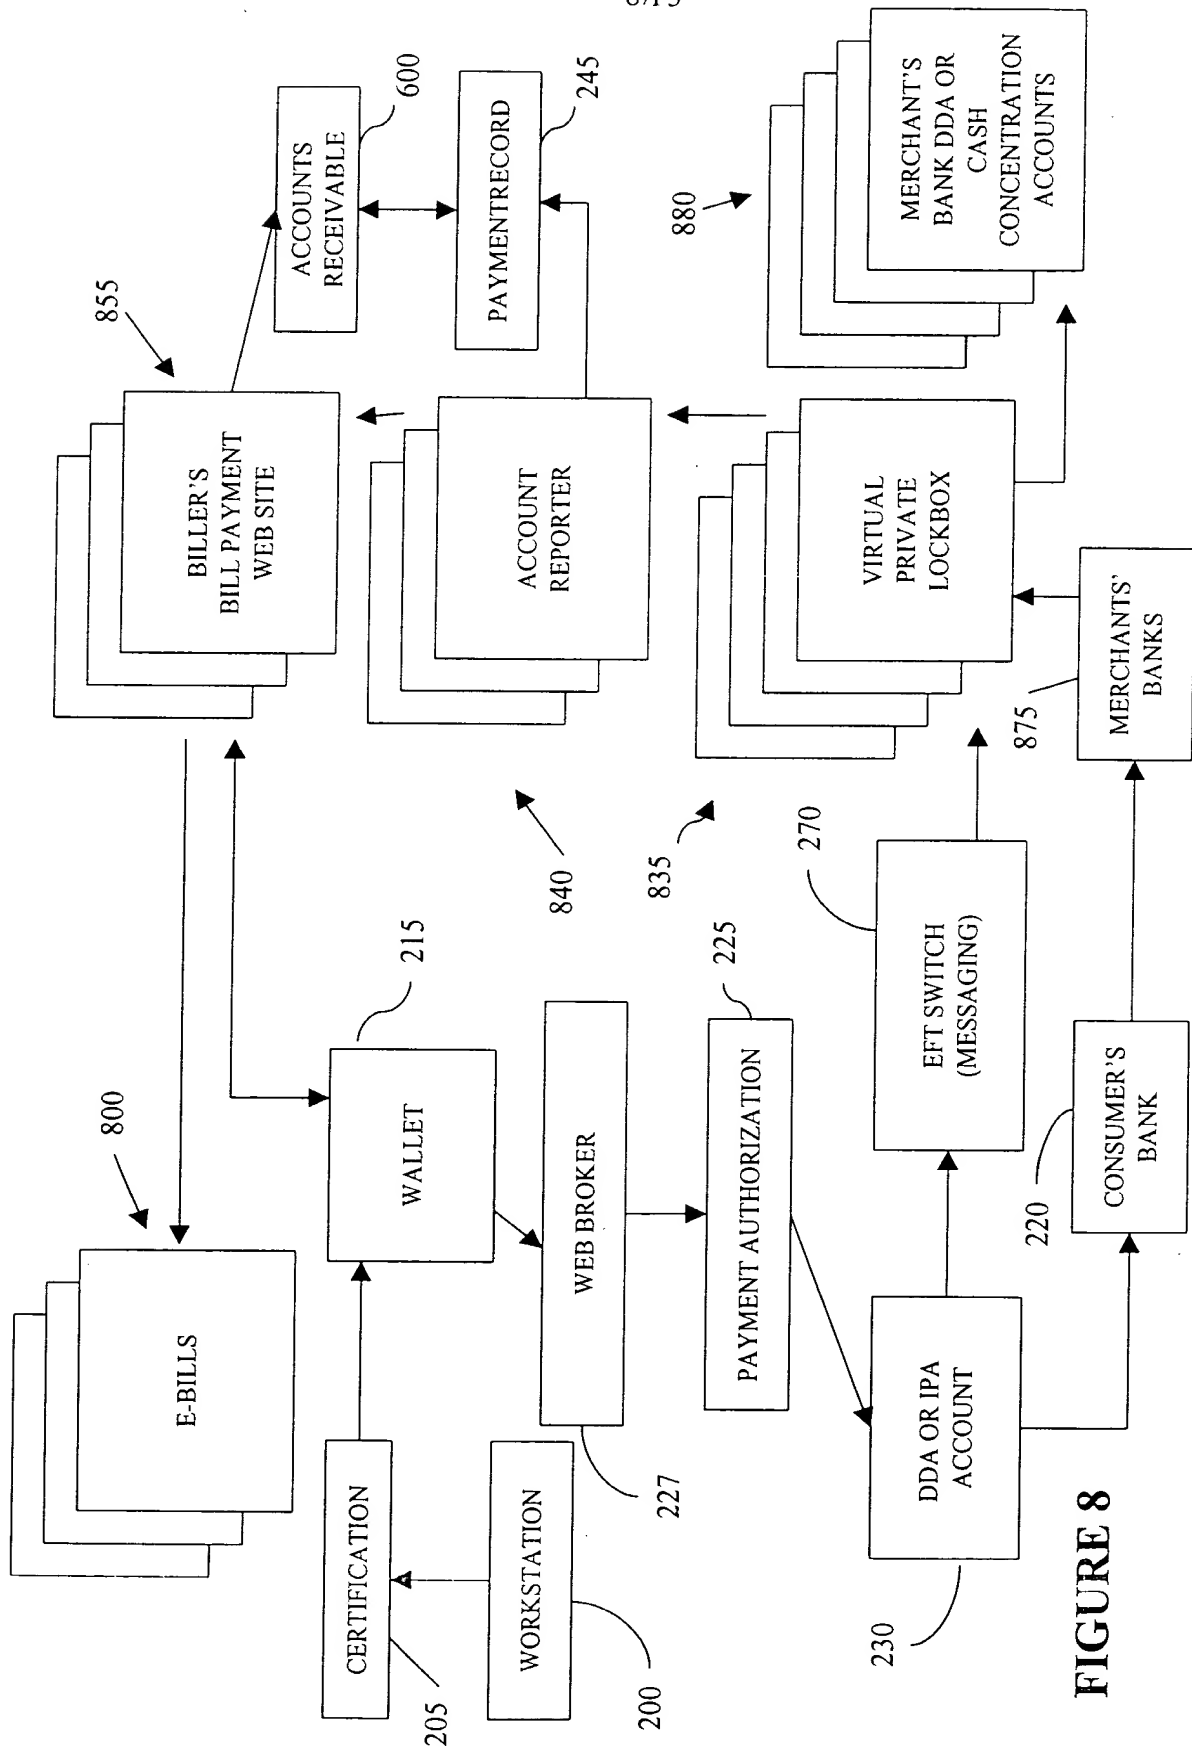 800
E-BILLS
855
BILLER'S
BILL PAYMENT
WEB SITE
600
ACCOUNTS
RECEIVABLE
205
CERTIFICATION
215
WALLET
200
WORKSTATION
227
WEB BROKER
840
ACCOUNT
REPORTER
PAYMENTRECORD
245
225
PAYMENT AUTHORIZATION
835
880
230
DDA OR IPA
ACCOUNT
270
EFT SWITCH
(MESSAGING)
VIRTUAL
PRIVATE
LOCKBOX
MERCHANT'S
BANK DDA OR
CASH
CONCENTRATION
ACCOUNTS
220
CONSUMER'S
BANK
875
MERCHANTS'
BANKS
FIGURE 8